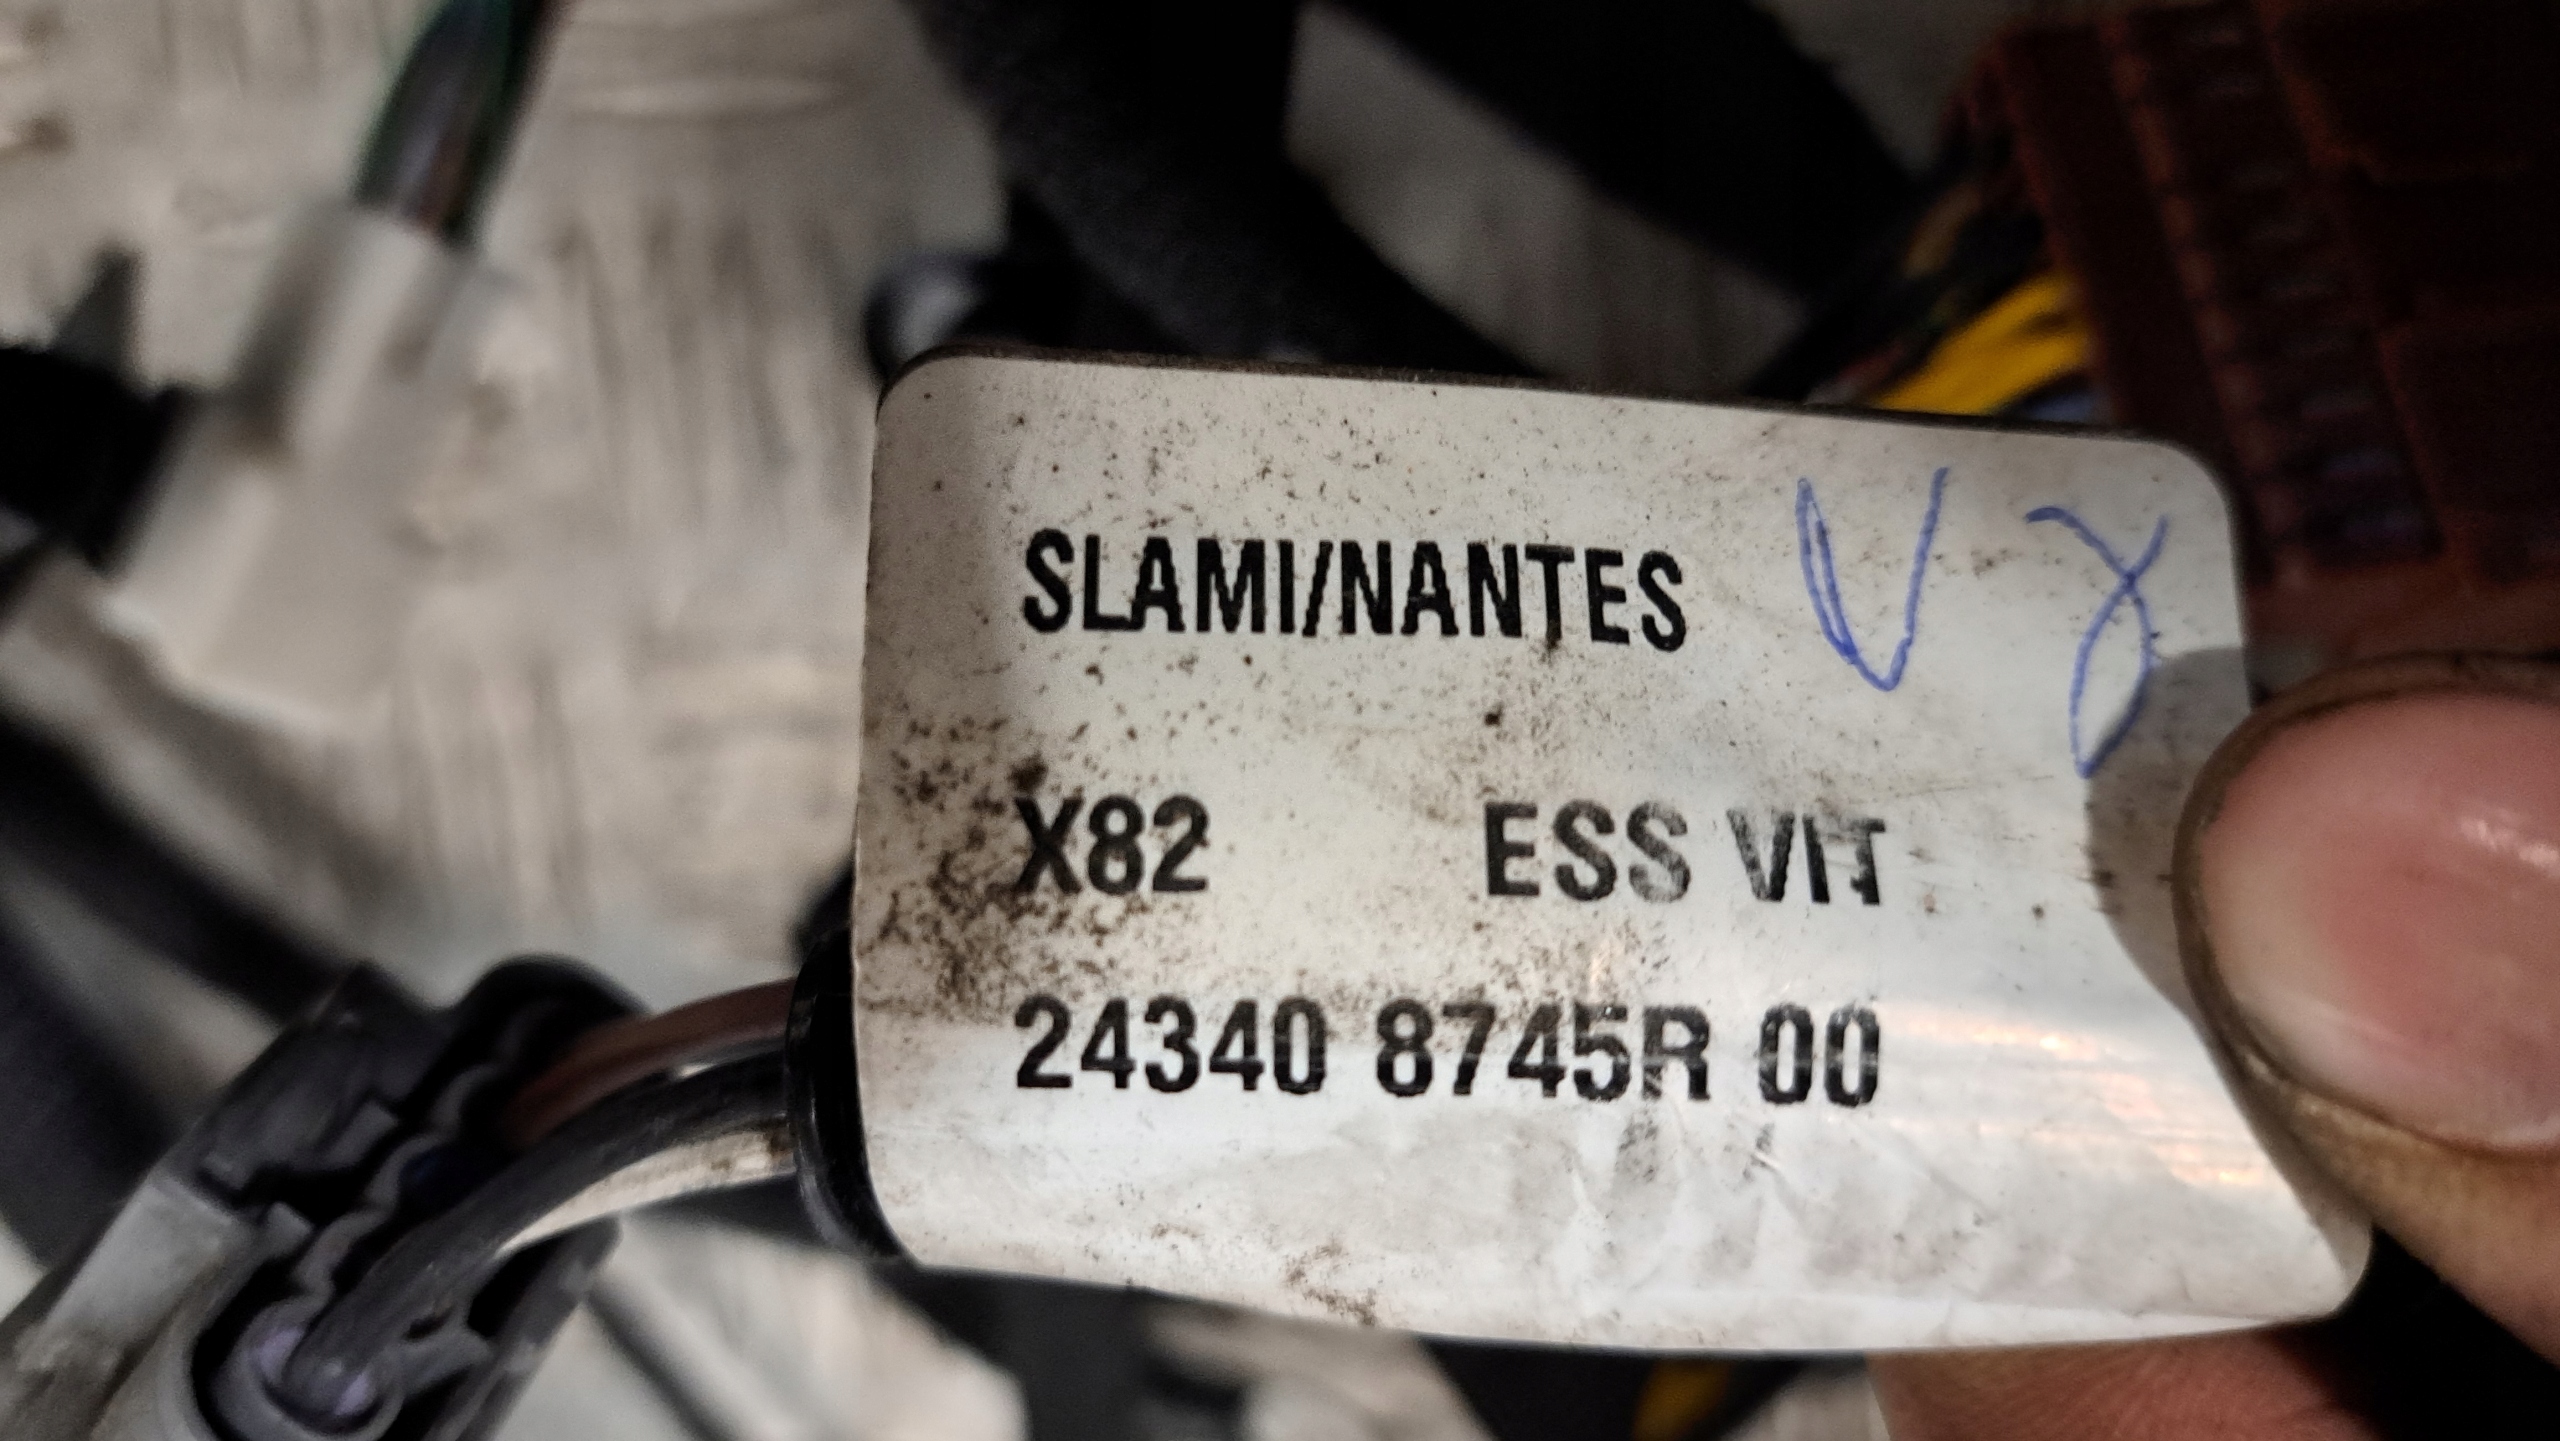 SLAMI/NANTES
X82 ESS VIT
24340 8745R 00